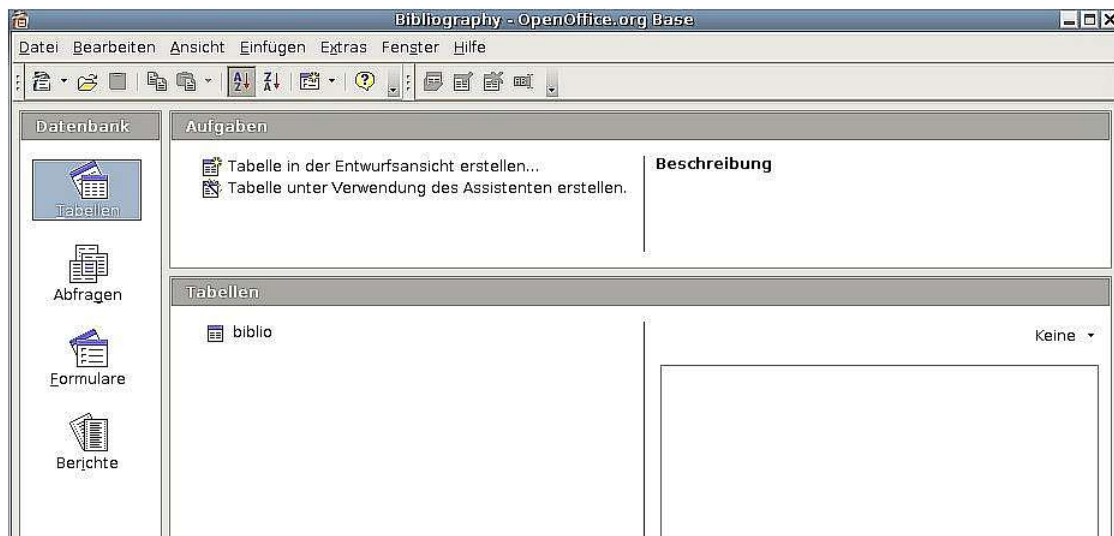 Bibliography - OpenOffice.org Base
Datei Bearbeiten Ansicht Einfügen Extras Fenster Hilfe
Datenbank
Tabellen
Abfragen
Formulare
Berichte
Aufgaben
Tabelle in der Entwurfsansicht erstellen...
Tabelle unter Verwendung des Assistenten erstellen.
Beschreibung
Tabellen
biblio
Keine